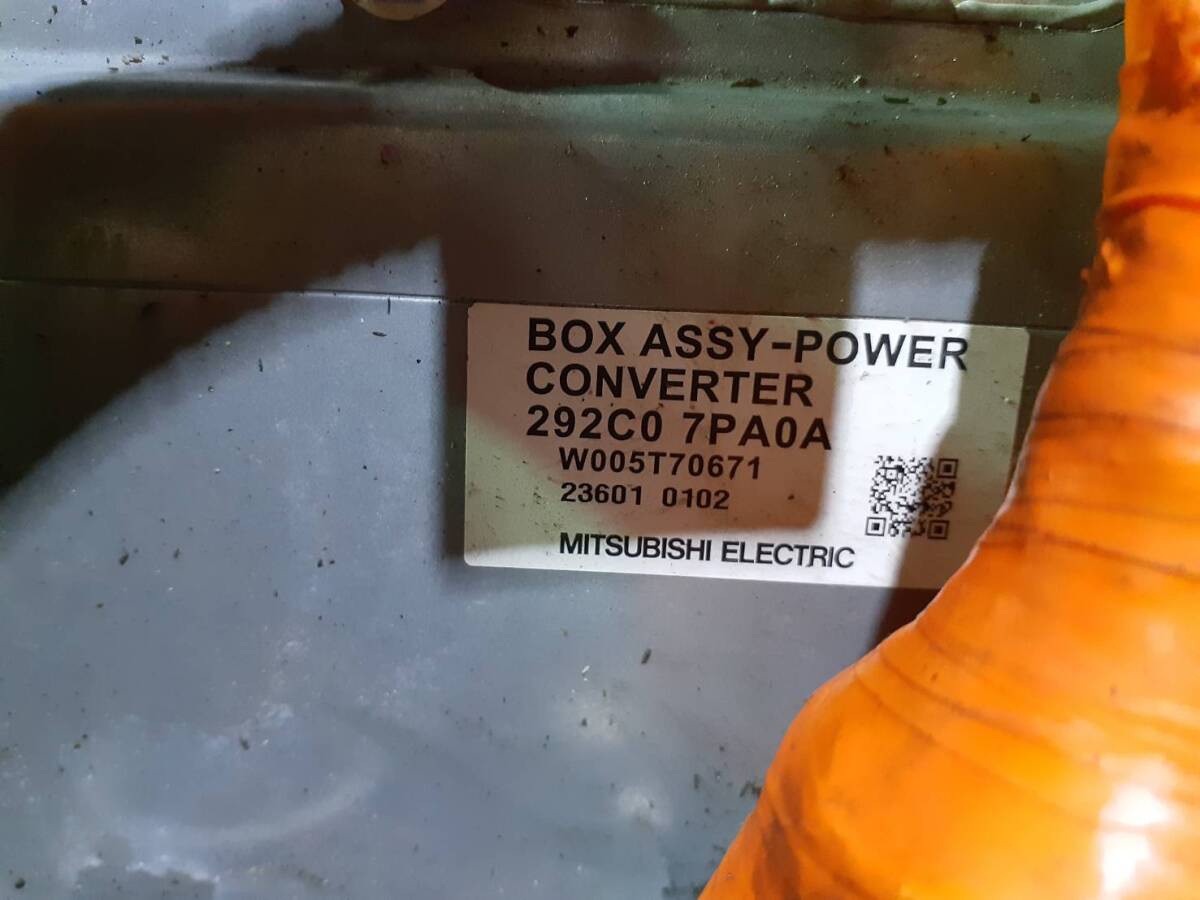 BOX ASSY-POWER
CONVERTER
292C0 7PA0A
W005T70671
23601 0102
MITSUBISHI ELECTRIC